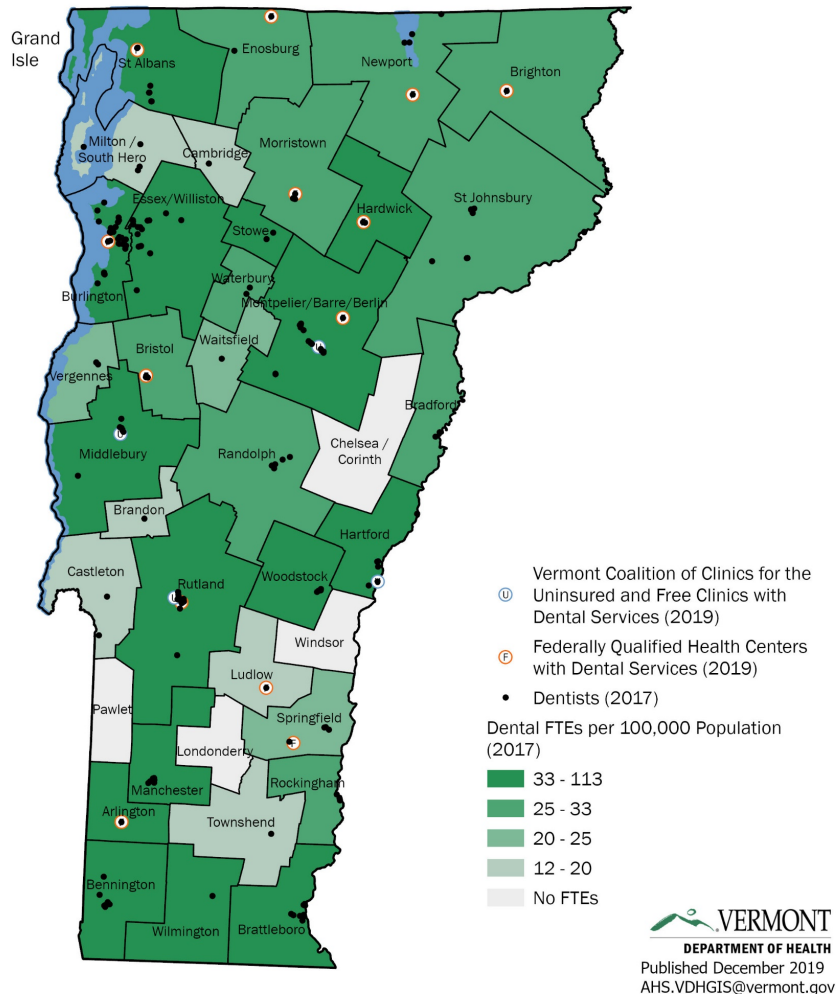 Grand
Isle
St Albans
Enosburg
Newport
Brighton
Milton /
South Hero
Cambridge
Morristown
Essex/Williston
Hardwick
St Johnsbury
Stowe
Waterbury
Burlington
Montpelier/Barre/Berlin
Waitsfield
Bristol
Vergennes
Bradford
Chelsea /
Corinth
Middlebury
Randolph
Brandon
Hartford
Castleton
Rutland
Woodstock
Windsor
Ludlow
Pawlet
Springfield
Londonderry
Rockingham
Manchester
Arlington
Townshend
Bennington
Wilmington
Brattleboro
U Vermont Coalition of Clinics for the
Uninsured and Free Clinics with
Dental Services (2019)
F Federally Qualified Health Centers
with Dental Services (2019)
Dentists (2017)
Dental FTEs per 100,000 Population
(2017)
33 - 113
25 - 33
20 - 25
12 - 20
No FTEs
VERMONT
DEPARTMENT OF HEALTH
Published December 2019
AHS.VDHGIS@vermont.gov